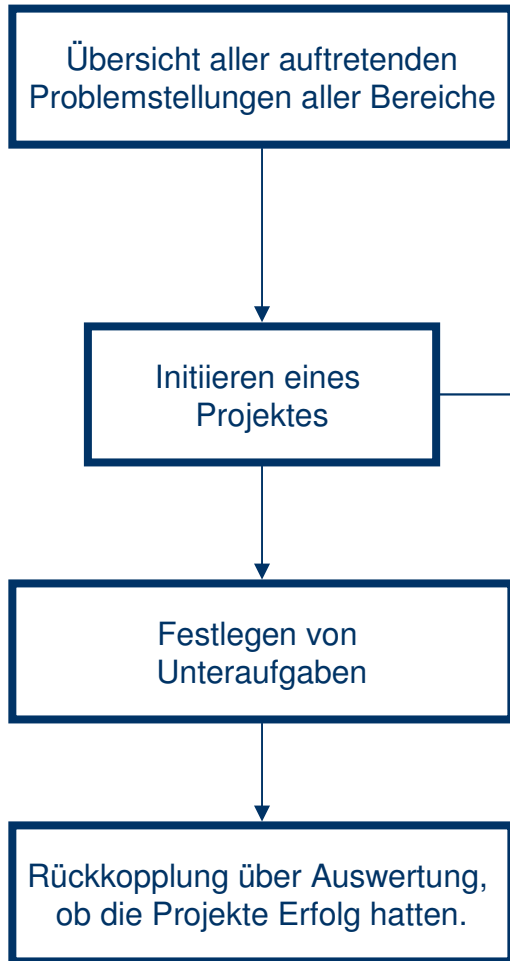 Übersicht aller auftretenden
Problemstellungen aller Bereiche
Initiieren eines
Projektes
Festlegen von
Unteraufgaben
Rückkopplung über Auswertung,
ob die Projekte Erfolg hatten.